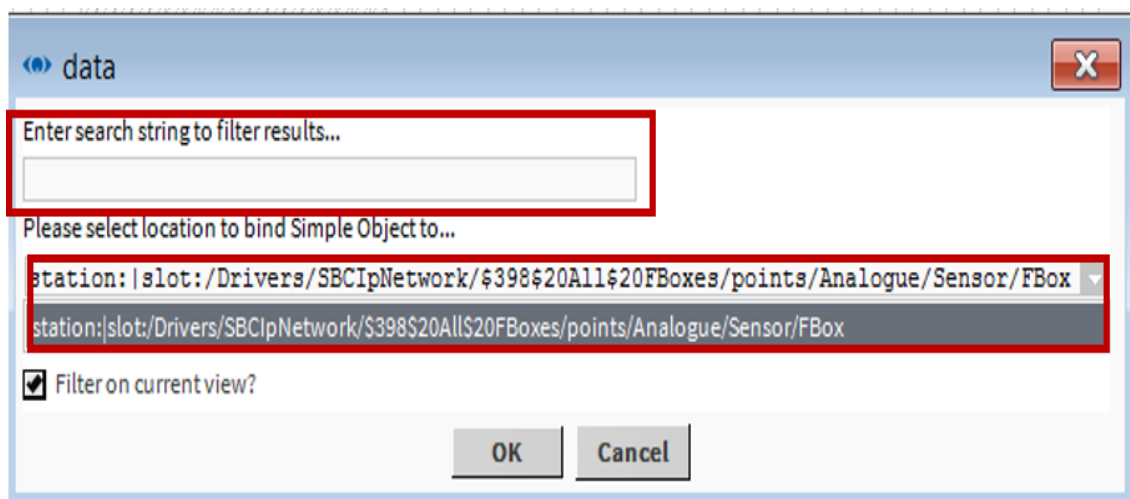 data
Enter search string to filter results...
Please select location to bind Simple Object to...
station:|slot:/Drivers/SBCIpNetwork/$398$20All$20FBoxes/points/Analogue/Sensor/FBox
station:|slot:/Drivers/SBCIpNetwork/$398$20All$20FBoxes/points/Analogue/Sensor/FBox
Filter on current view?
OK Cancel